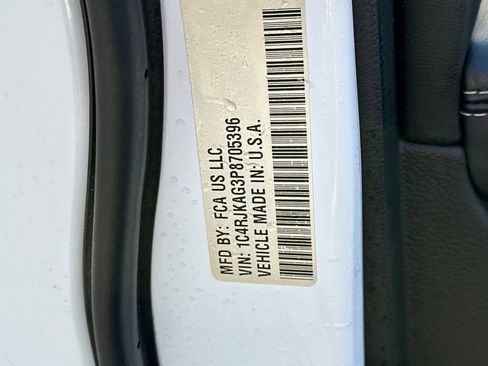 MFD BY: FCA US LLC
VIN: 1C4RJKAG3P8705396
VEHICLE MADE IN: U.S.A.